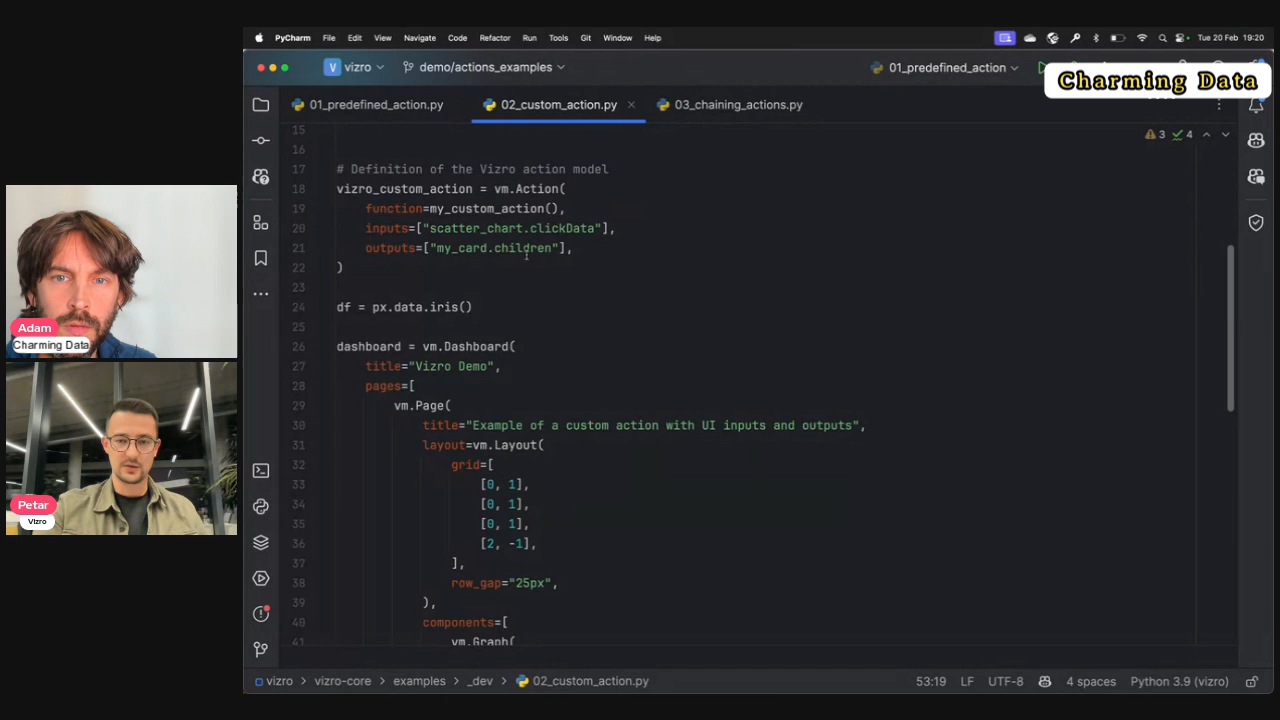 PyCharm File Edit View Navigate Code Refactor Run Tools Git Window Help Tue 20 Feb 19:20
V vizro demo/actions_examples 01_predefined_action
Charming Data
01_predefined_action.py 02_custom_action.py 03_chaining_actions.py
3 4
15
16
17 # Definition of the Vizro action model
18 vizro_custom_action = vm.Action(
19 function=my_custom_action(),
20 inputs=["scatter_chart.clickData"],
21 outputs=["my_card.children"],
22 )
23
24 df = px.data.iris()
25
26 dashboard = vm.Dashboard(
27 title="Vizro Demo",
28 pages=[
29 vm.Page(
30 title="Example of a custom action with UI inputs and outputs",
31 layout=vm.Layout(
32 grid=[
33 [0, 1],
34 [0, 1],
35 [0, 1],
36 [2, -1],
37 ],
38 row_gap="25px",
39 ),
40 components=[
41 vm.Graph(
Adam
Charming Data
Petar
Vizro
vizro > vizro-core > examples > _dev > 02_custom_action.py 53:19 LF UTF-8 4 spaces Python 3.9 (vizro)